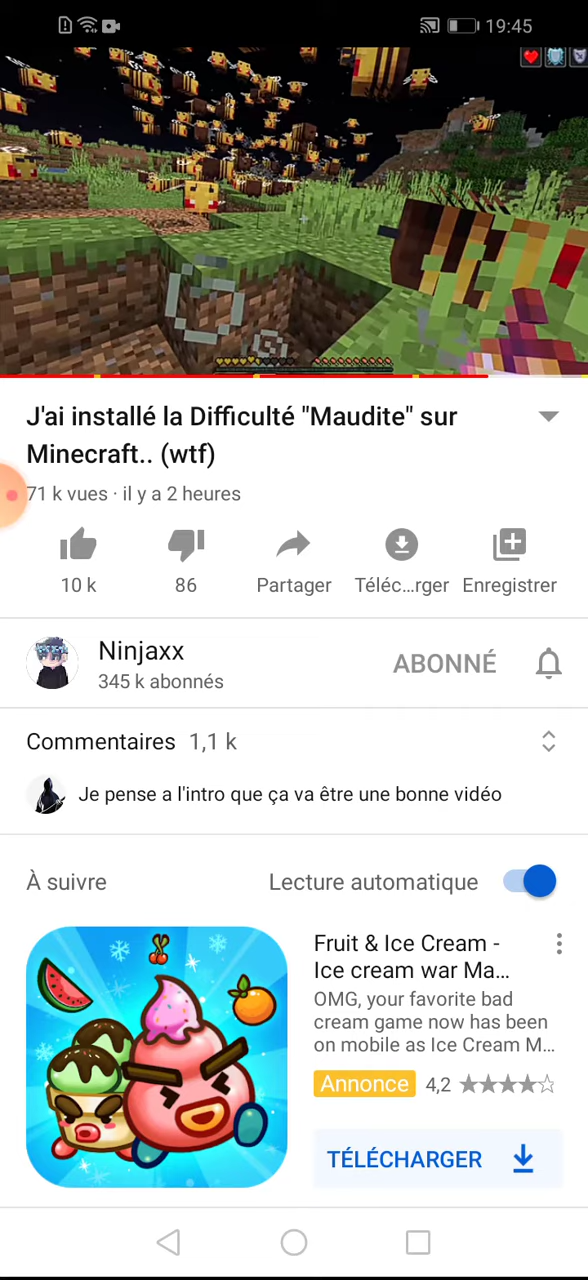 19:45
J'ai installé la Difficulté "Maudite" sur
Minecraft.. (wtf)
71 k vues · il y a 2 heures
10 k
86
Partager
Téléc...rger
Enregistrer
Ninjaxx
345 k abonnés
ABONNÉ
Commentaires 1,1 k
Je pense a l'intro que ça va être une bonne vidéo
À suivre
Lecture automatique
Fruit & Ice Cream -
Ice cream war Ma...
OMG, your favorite bad
cream game now has been
on mobile as Ice Cream M...
Annonce 4,2
TÉLÉCHARGER